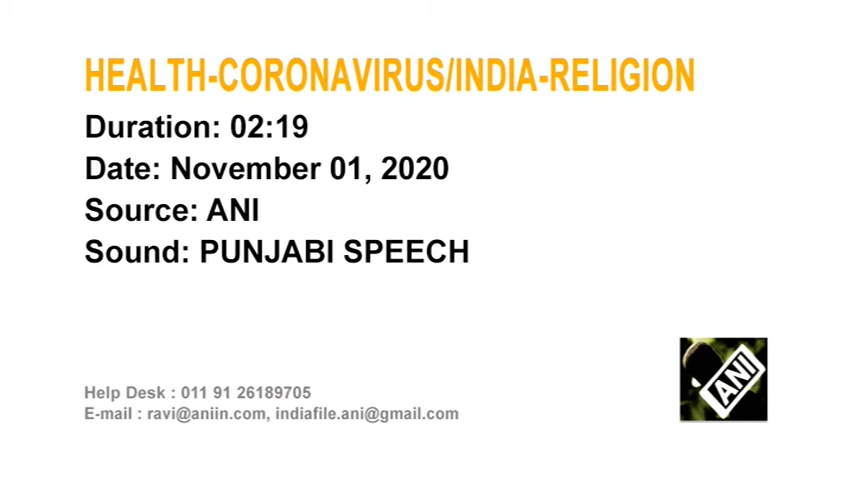 HEALTH-CORONAVIRUS/INDIA-RELIGION
Duration: 02:19
Date: November 01, 2020
Source: ANI
Sound: PUNJABI SPEECH
Help Desk : 011 91 26189705
E-mail : ravi@aniin.com, indiafile.ani@gmail.com
ANI